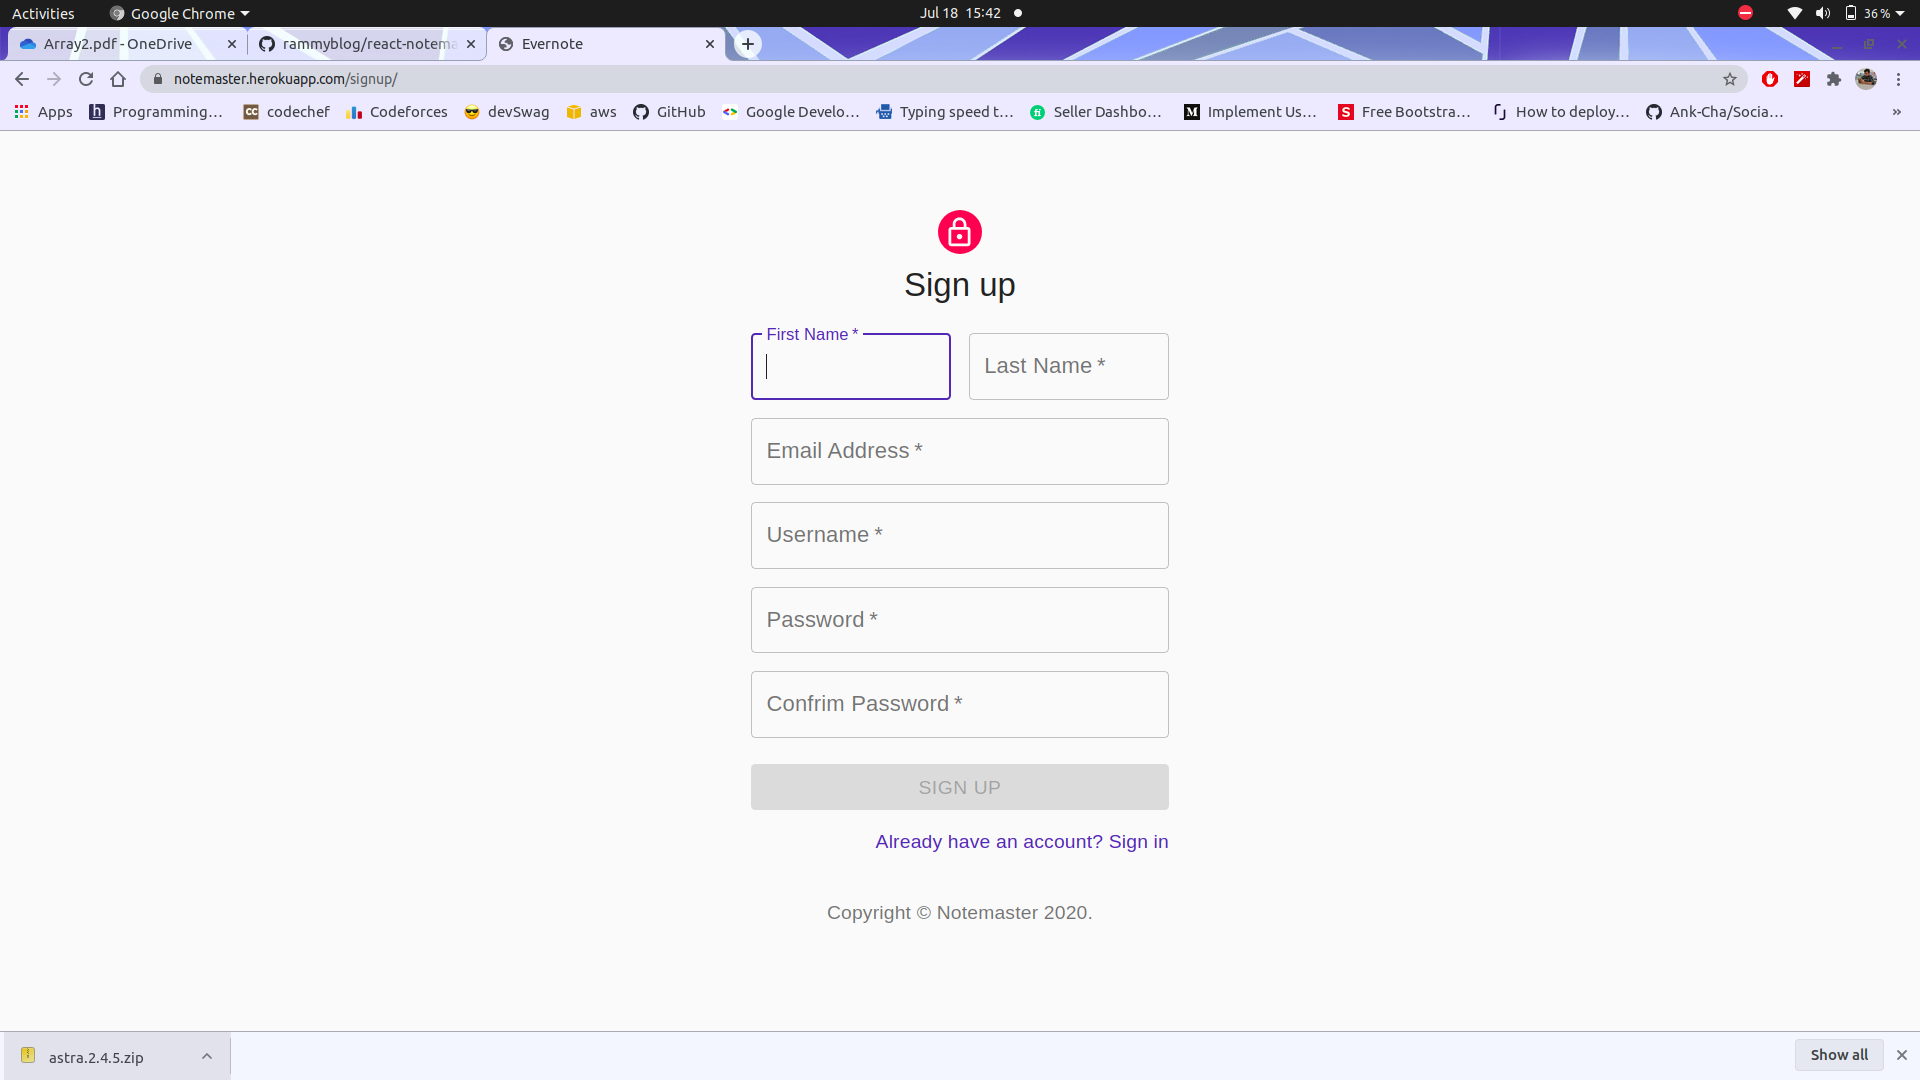 Activities Google Chrome Jul 18 15:42 36 %
Array2.pdf - OneDrive rammyblog/react-notema Evernote
notemaster.herokuapp.com/signup/
Apps Programming... codechef Codeforces devSwag aws GitHub Google Develo... Typing speed t... Seller Dashbo... Implement Us... Free Bootstra... How to deploy... Ank-Cha/Socia... »
Sign up
First Name *
Last Name *
Email Address *
Username *
Password *
Confrim Password *
SIGN UP
Already have an account? Sign in
Copyright © Notemaster 2020.
astra.2.4.5.zip Show all